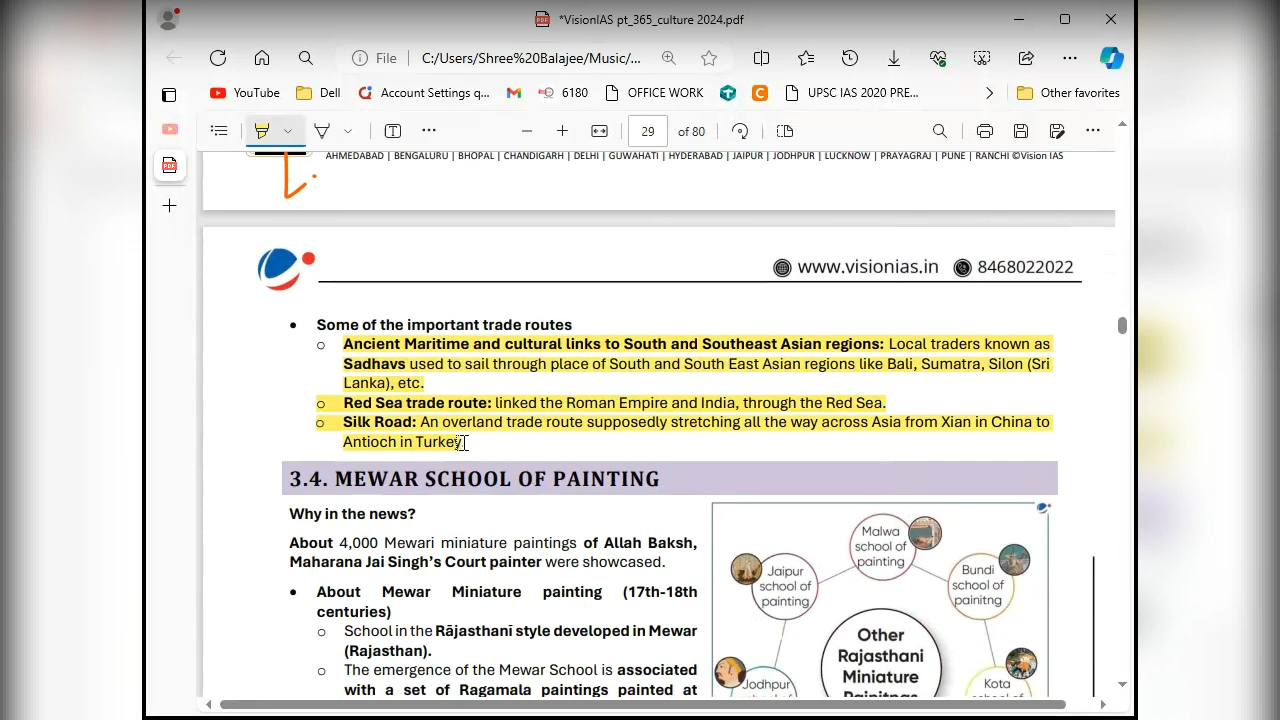 *VisionIAS pt_365_culture 2024.pdf
File C:/Users/Shree%20Balajee/Music/...
YouTube Dell Account Settings q... 6180 OFFICE WORK UPSC IAS 2020 PRE... Other favorites
29 of 80
AHMEDABAD | BENGALURU | BHOPAL | CHANDIGARH | DELHI | GUWAHATI | HYDERABAD | JAIPUR | JODHPUR | LUCKNOW | PRAYAGRAJ | PUNE | RANCHI ©Vision IAS
www.visionias.in 8468022022
• Some of the important trade routes
o Ancient Maritime and cultural links to South and Southeast Asian regions: Local traders known as
Sadhavs used to sail through place of South and South East Asian regions like Bali, Sumatra, Silon (Sri
Lanka), etc.
o Red Sea trade route: linked the Roman Empire and India, through the Red Sea.
o Silk Road: An overland trade route supposedly stretching all the way across Asia from Xian in China to
Antioch in Turkey
3.4. MEWAR SCHOOL OF PAINTING
Why in the news?
About 4,000 Mewari miniature paintings of Allah Baksh,
Maharana Jai Singh's Court painter were showcased.
• About Mewar Miniature painting (17th-18th
centuries)
o School in the Rājasthanī style developed in Mewar
(Rajasthan).
o The emergence of the Mewar School is associated
with a set of Ragamala paintings painted at
Malwa
school of
painting
Jaipur
school of
painting
Bundi
school of
painitng
Other
Rajasthani
Miniature
Painitngs
Jodhpur
school of
Kota
school of